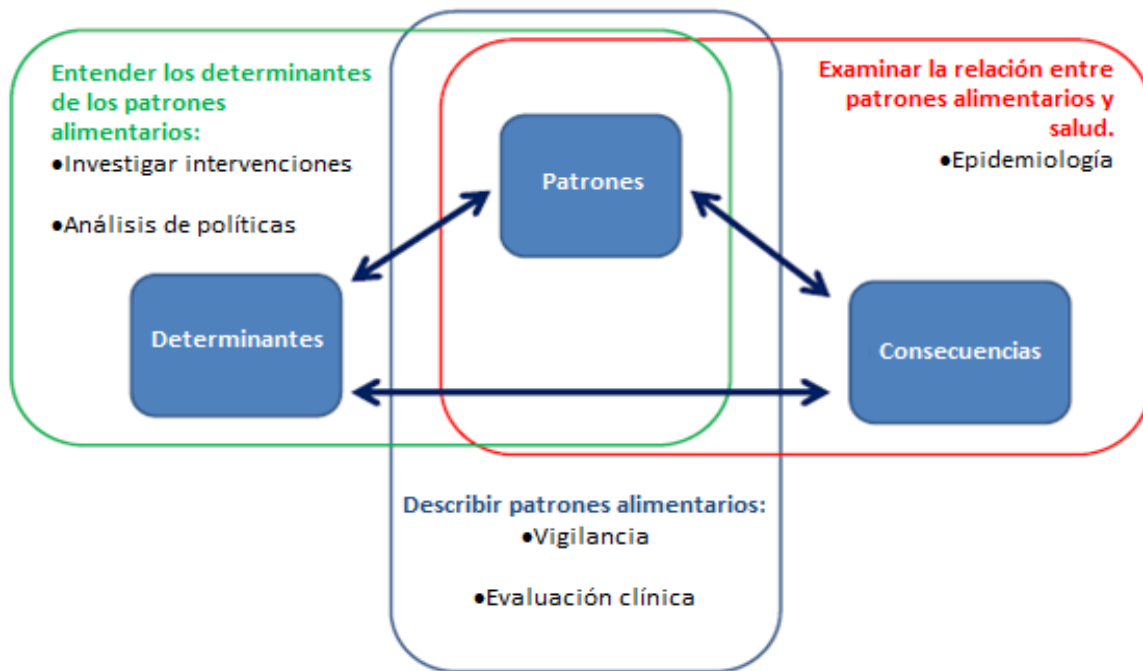 Entender los determinantes
de los patrones
alimentarios:
•Investigar intervenciones
•Análisis de políticas
Examinar la relación entre
patrones alimentarios y
salud.
•Epidemiología
Patrones
Determinantes
Consecuencias
Describir patrones alimentarios:
•Vigilancia
•Evaluación clínica